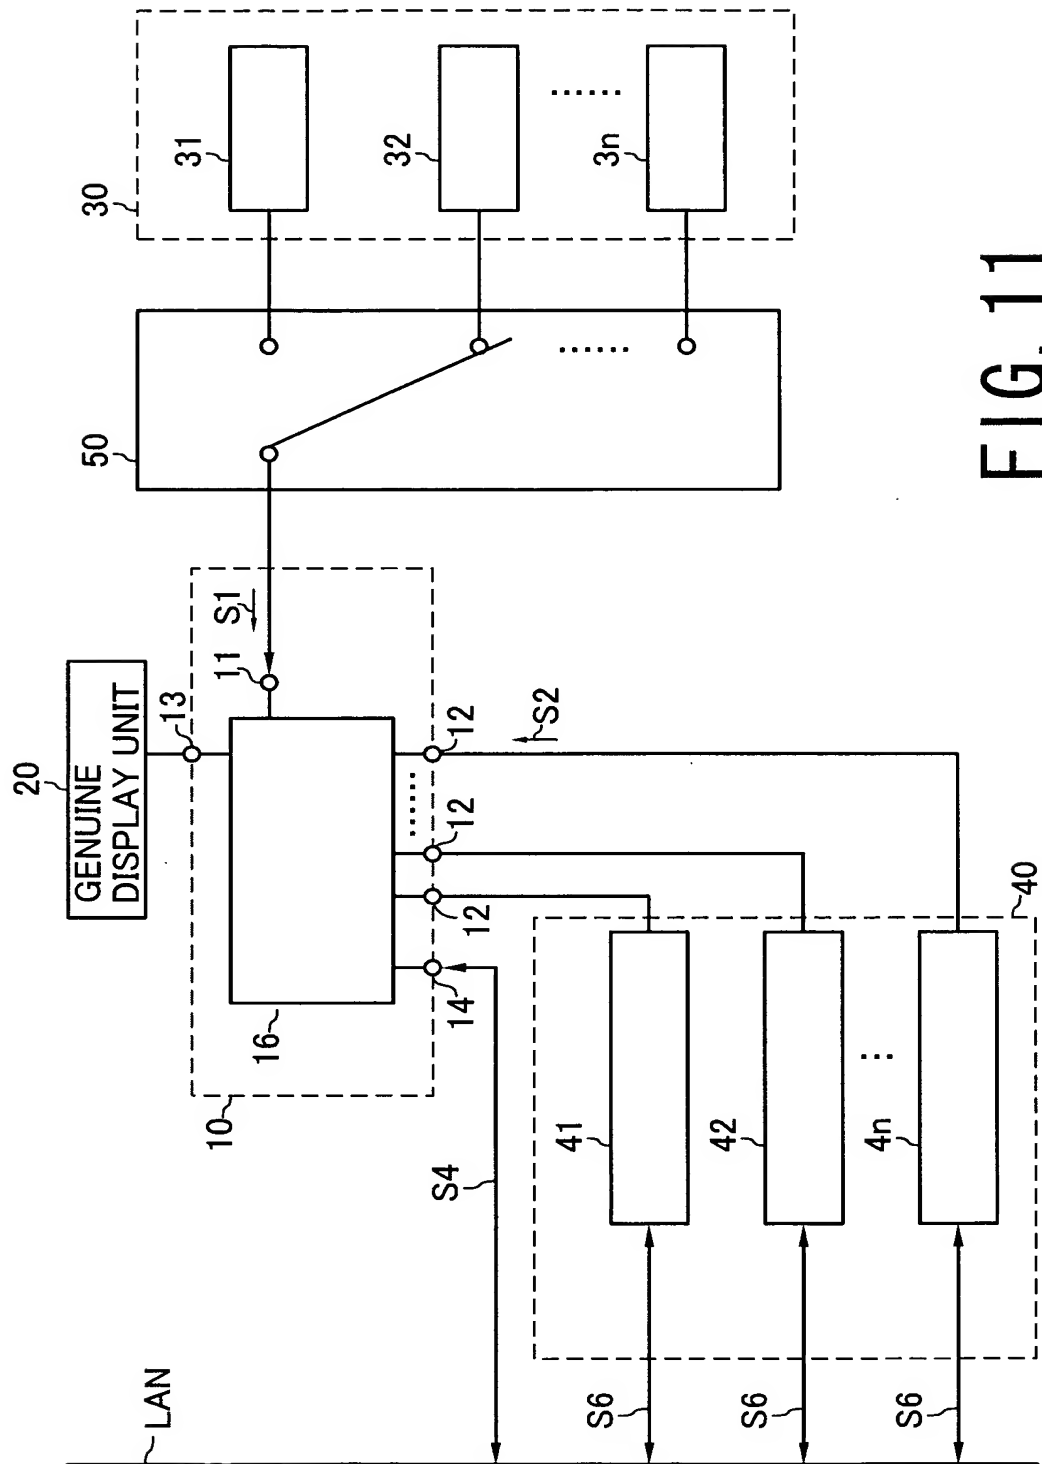 30
31
32
......
3n
50
......
20
GENUINE
DISPLAY UNIT
13
11
S1
12
......
12
12
14
16
10
S2
S4
40
41
42
...
4n
S6
S6
S6
LAN
FIG. 11